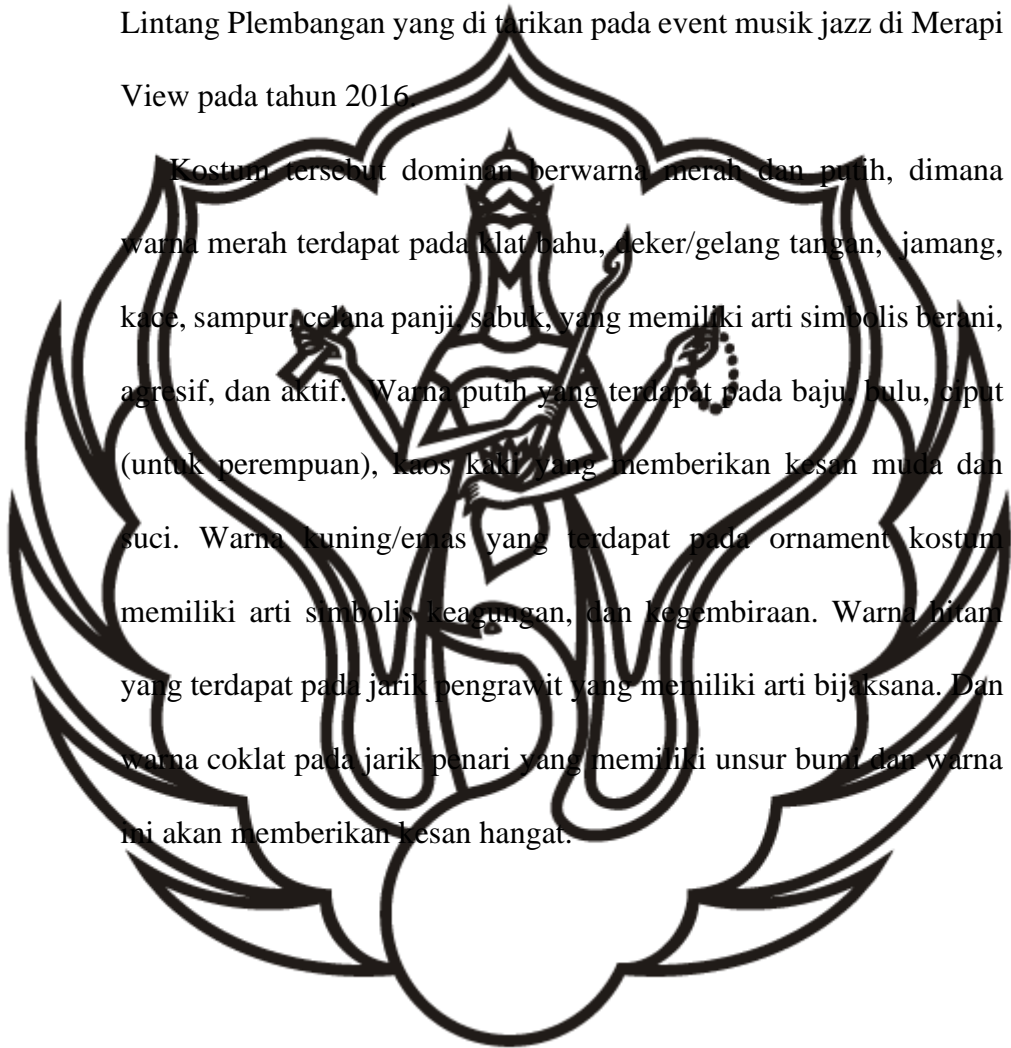 Lintang Plembangan yang di tarikan pada event musik jazz di Merapi
View pada tahun 2016.
Kostum tersebut dominan berwarna merah dan putih, dimana
warna merah terdapat pada klat bahu, deker/gelang tangan, jamang,
kace, sampur, celana panji, sabuk, yang memiliki arti simbolis berani,
agresif, dan aktif. Warna putih yang terdapat pada baju, bulu, ciput
(untuk perempuan), kaos kaki yang memberikan kesan muda dan
suci. Warna kuning/emas yang terdapat pada ornament kostum
memiliki arti simbolis keagungan, dan kegembiraan. Warna hitam
yang terdapat pada jarik pengrawit yang memiliki arti bijaksana. Dan
warna coklat pada jarik penari yang memiliki unsur bumi dan warna
ini akan memberikan kesan hangat.